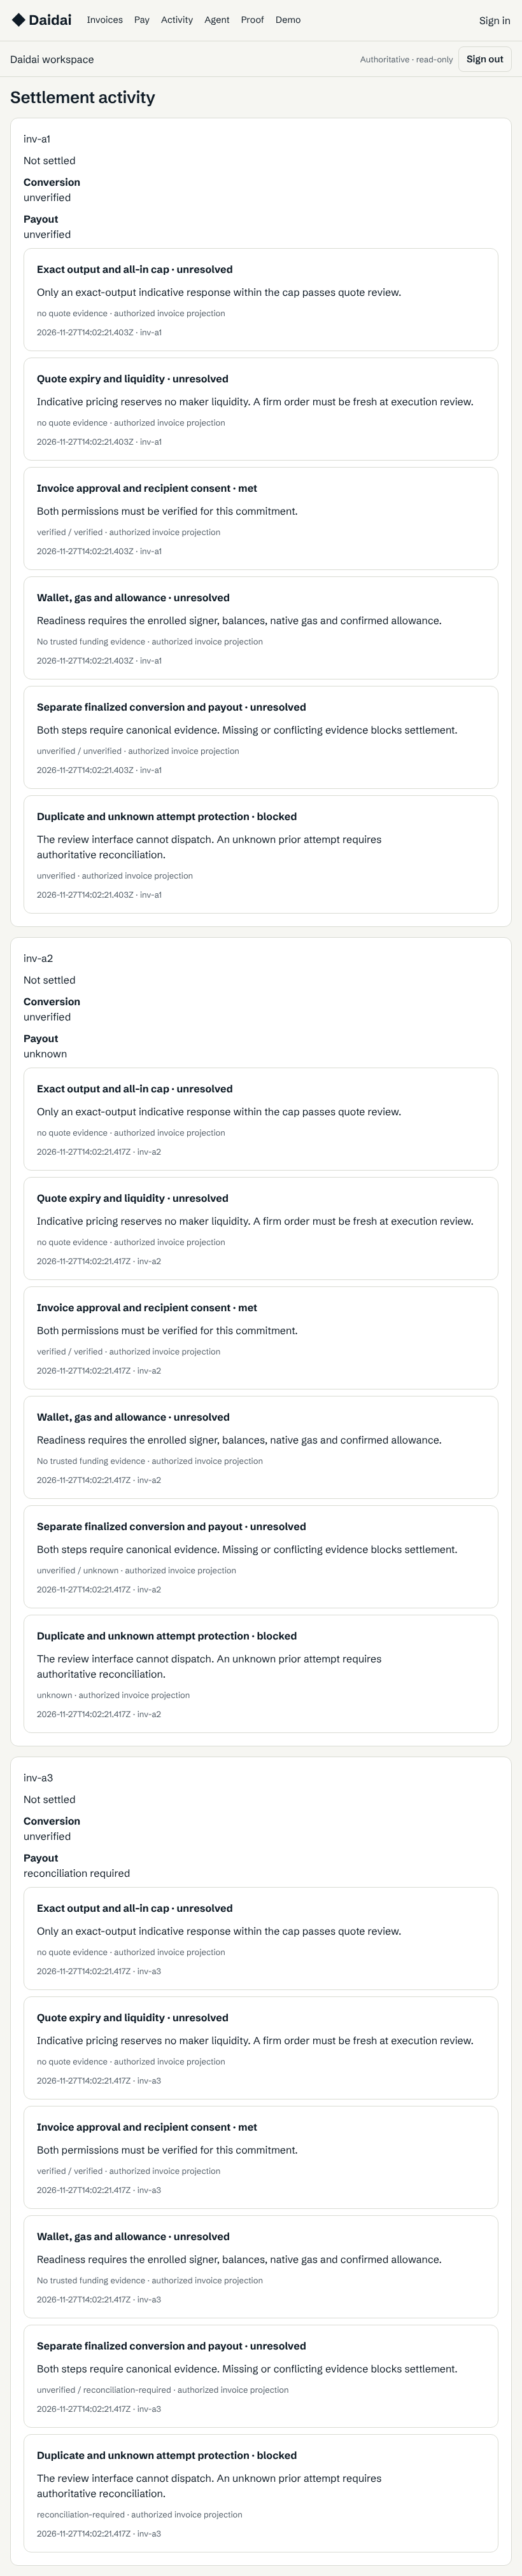 Daidai
Invoices Pay Activity Agent Proof Demo
Sign in
Daidai workspace
Authoritative · read-only
Sign out
Settlement activity
inv-a1
Not settled
Conversion
unverified
Payout
unverified
Exact output and all-in cap · unresolved
Only an exact-output indicative response within the cap passes quote review.
no quote evidence · authorized invoice projection
2026-11-27T14:02:21.403Z · inv-a1
Quote expiry and liquidity · unresolved
Indicative pricing reserves no maker liquidity. A firm order must be fresh at execution review.
no quote evidence · authorized invoice projection
2026-11-27T14:02:21.403Z · inv-a1
Invoice approval and recipient consent · met
Both permissions must be verified for this commitment.
verified / verified · authorized invoice projection
2026-11-27T14:02:21.403Z · inv-a1
Wallet, gas and allowance · unresolved
Readiness requires the enrolled signer, balances, native gas and confirmed allowance.
No trusted funding evidence · authorized invoice projection
2026-11-27T14:02:21.403Z · inv-a1
Separate finalized conversion and payout · unresolved
Both steps require canonical evidence. Missing or conflicting evidence blocks settlement.
unverified / unverified · authorized invoice projection
2026-11-27T14:02:21.403Z · inv-a1
Duplicate and unknown attempt protection · blocked
The review interface cannot dispatch. An unknown prior attempt requires
authoritative reconciliation.
unverified · authorized invoice projection
2026-11-27T14:02:21.403Z · inv-a1
inv-a2
Not settled
Conversion
unverified
Payout
unknown
Exact output and all-in cap · unresolved
Only an exact-output indicative response within the cap passes quote review.
no quote evidence · authorized invoice projection
2026-11-27T14:02:21.417Z · inv-a2
Quote expiry and liquidity · unresolved
Indicative pricing reserves no maker liquidity. A firm order must be fresh at execution review.
no quote evidence · authorized invoice projection
2026-11-27T14:02:21.417Z · inv-a2
Invoice approval and recipient consent · met
Both permissions must be verified for this commitment.
verified / verified · authorized invoice projection
2026-11-27T14:02:21.417Z · inv-a2
Wallet, gas and allowance · unresolved
Readiness requires the enrolled signer, balances, native gas and confirmed allowance.
No trusted funding evidence · authorized invoice projection
2026-11-27T14:02:21.417Z · inv-a2
Separate finalized conversion and payout · unresolved
Both steps require canonical evidence. Missing or conflicting evidence blocks settlement.
unverified / unknown · authorized invoice projection
2026-11-27T14:02:21.417Z · inv-a2
Duplicate and unknown attempt protection · blocked
The review interface cannot dispatch. An unknown prior attempt requires
authoritative reconciliation.
unknown · authorized invoice projection
2026-11-27T14:02:21.417Z · inv-a2
inv-a3
Not settled
Conversion
unverified
Payout
reconciliation required
Exact output and all-in cap · unresolved
Only an exact-output indicative response within the cap passes quote review.
no quote evidence · authorized invoice projection
2026-11-27T14:02:21.417Z · inv-a3
Quote expiry and liquidity · unresolved
Indicative pricing reserves no maker liquidity. A firm order must be fresh at execution review.
no quote evidence · authorized invoice projection
2026-11-27T14:02:21.417Z · inv-a3
Invoice approval and recipient consent · met
Both permissions must be verified for this commitment.
verified / verified · authorized invoice projection
2026-11-27T14:02:21.417Z · inv-a3
Wallet, gas and allowance · unresolved
Readiness requires the enrolled signer, balances, native gas and confirmed allowance.
No trusted funding evidence · authorized invoice projection
2026-11-27T14:02:21.417Z · inv-a3
Separate finalized conversion and payout · unresolved
Both steps require canonical evidence. Missing or conflicting evidence blocks settlement.
unverified / reconciliation-required · authorized invoice projection
2026-11-27T14:02:21.417Z · inv-a3
Duplicate and unknown attempt protection · blocked
The review interface cannot dispatch. An unknown prior attempt requires
authoritative reconciliation.
reconciliation-required · authorized invoice projection
2026-11-27T14:02:21.417Z · inv-a3